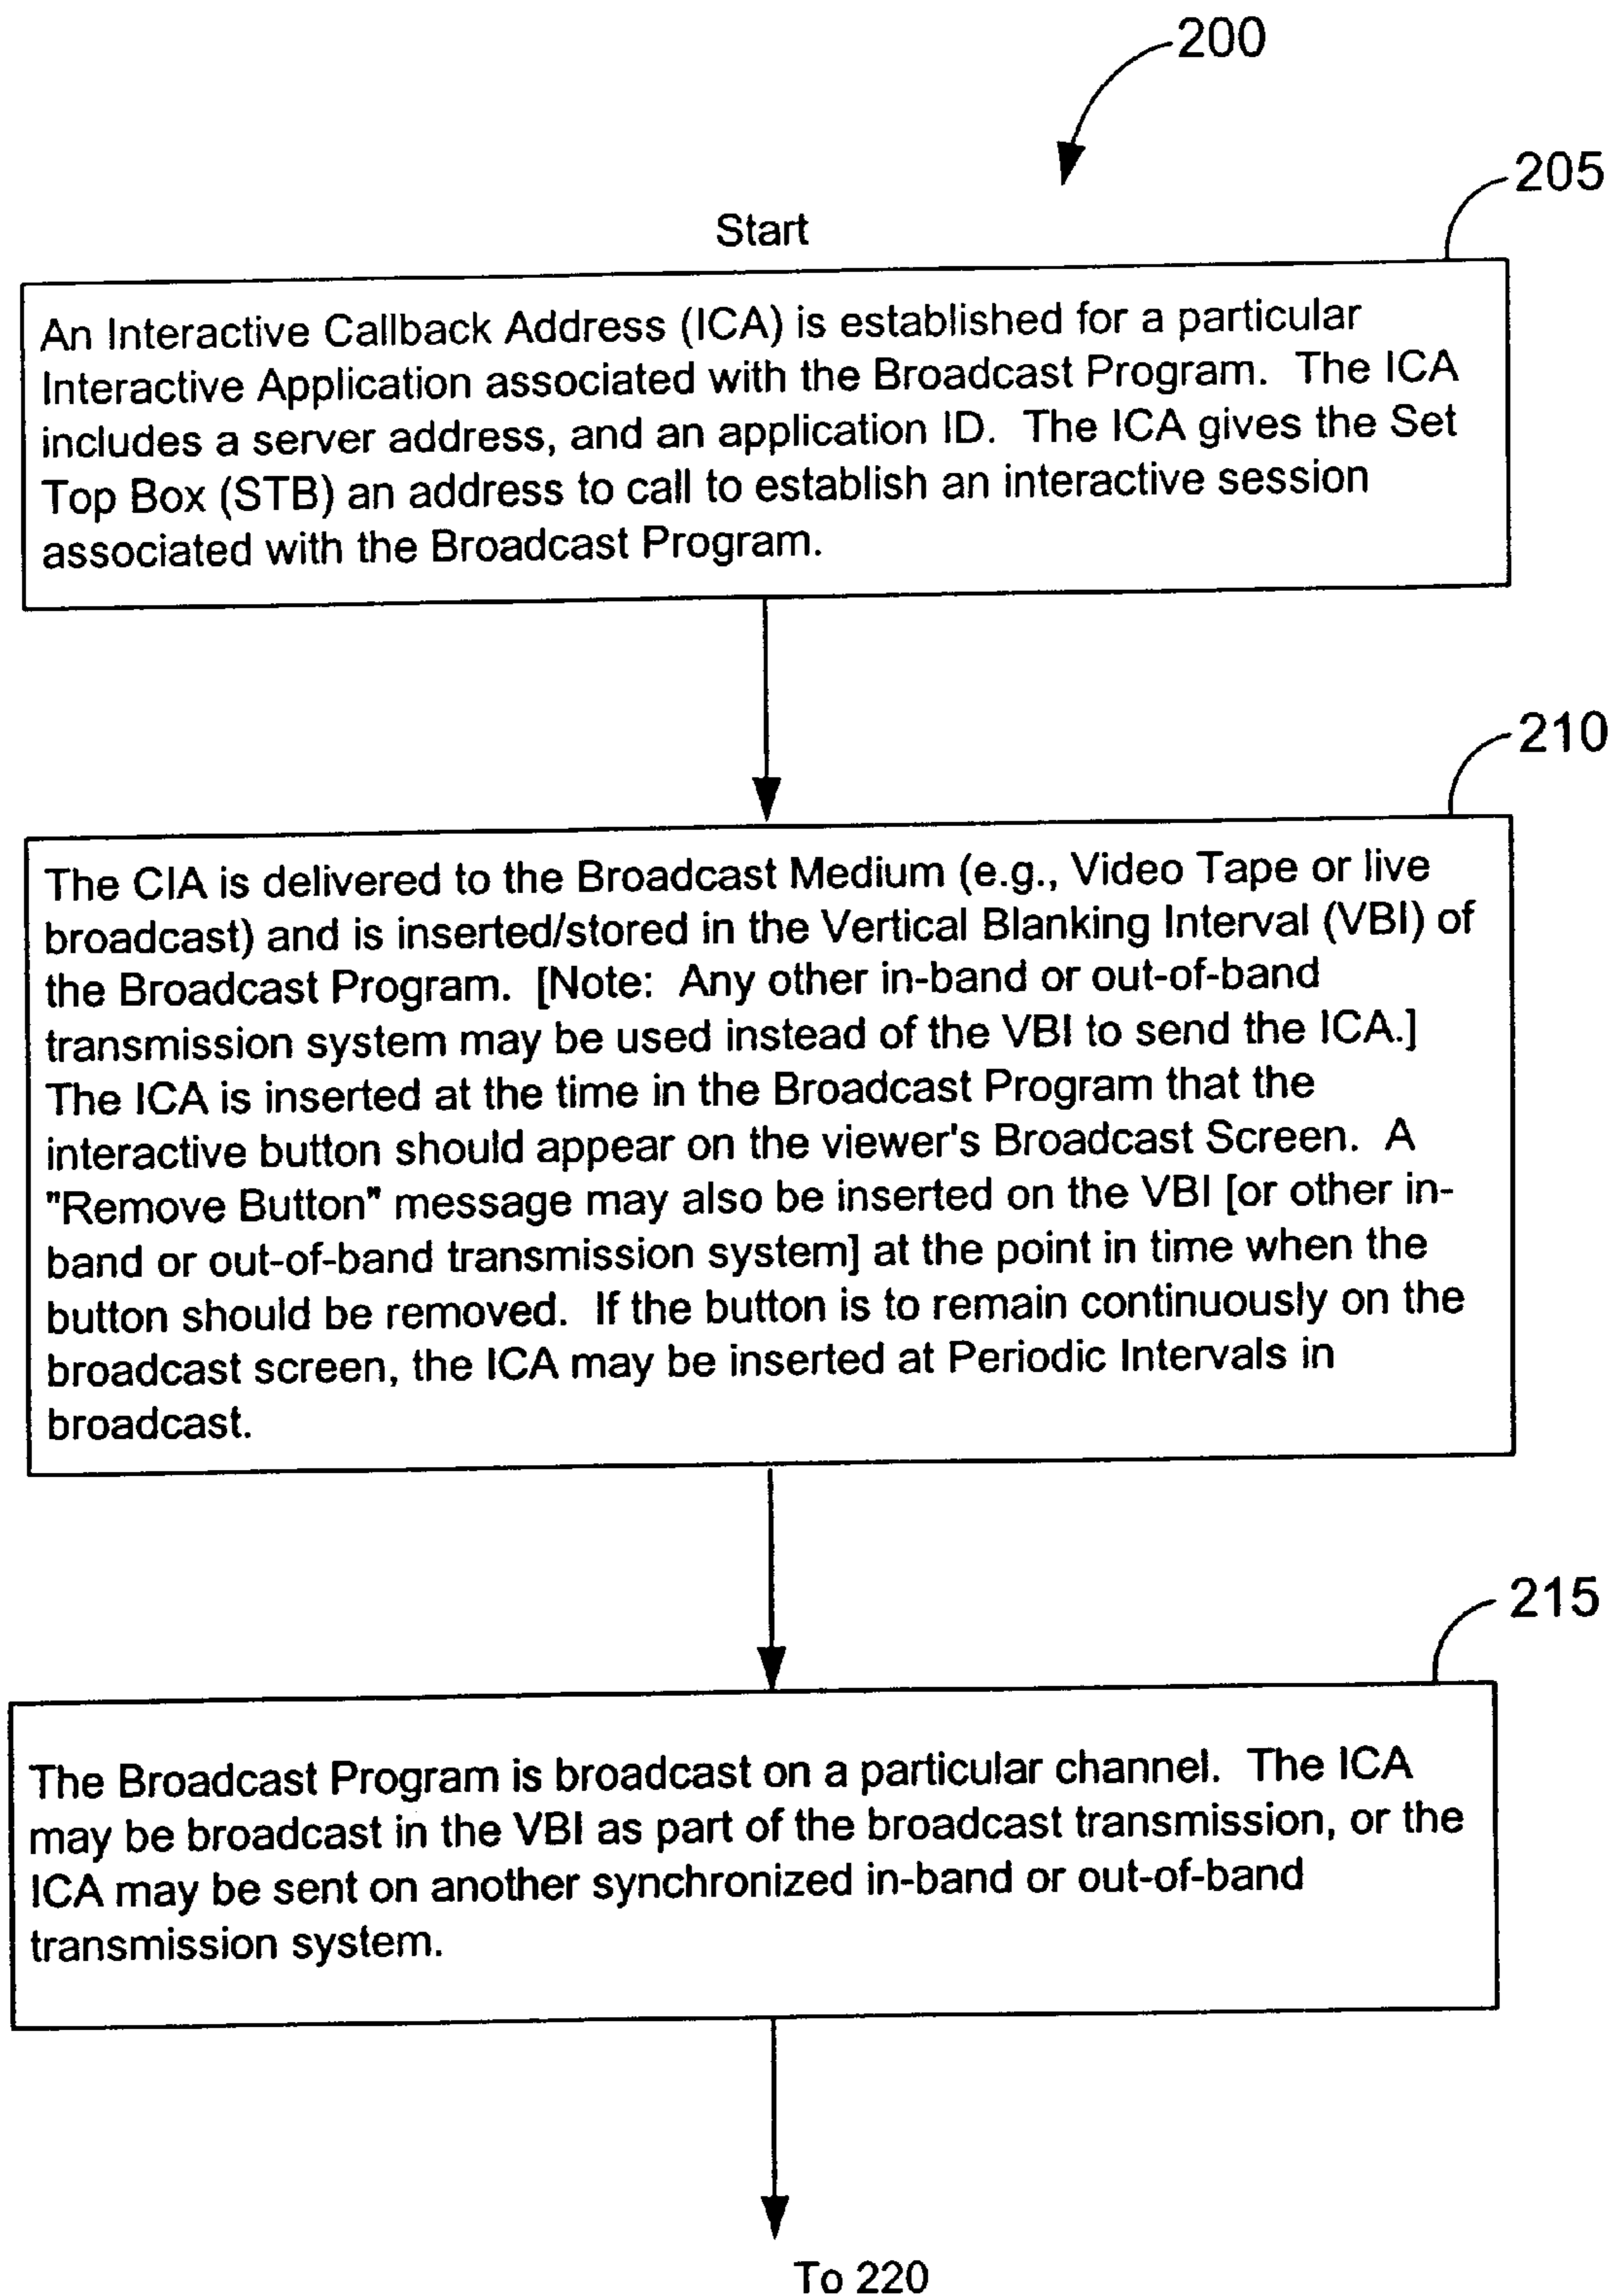 200
205
Start
An Interactive Callback Address (ICA) is established for a particular
Interactive Application associated with the Broadcast Program. The ICA
includes a server address, and an application ID. The ICA gives the Set
Top Box (STB) an address to call to establish an interactive session
associated with the Broadcast Program.
210
The CIA is delivered to the Broadcast Medium (e.g., Video Tape or live
broadcast) and is inserted/stored in the Vertical Blanking Interval (VBI) of
the Broadcast Program. [Note: Any other in-band or out-of-band
transmission system may be used instead of the VBI to send the ICA.]
The ICA is inserted at the time in the Broadcast Program that the
interactive button should appear on the viewer's Broadcast Screen. A
"Remove Button" message may also be inserted on the VBI [or other in-
band or out-of-band transmission system] at the point in time when the
button should be removed. If the button is to remain continuously on the
broadcast screen, the ICA may be inserted at Periodic Intervals in
broadcast.
215
The Broadcast Program is broadcast on a particular channel. The ICA
may be broadcast in the VBI as part of the broadcast transmission, or the
ICA may be sent on another synchronized in-band or out-of-band
transmission system.
To 220